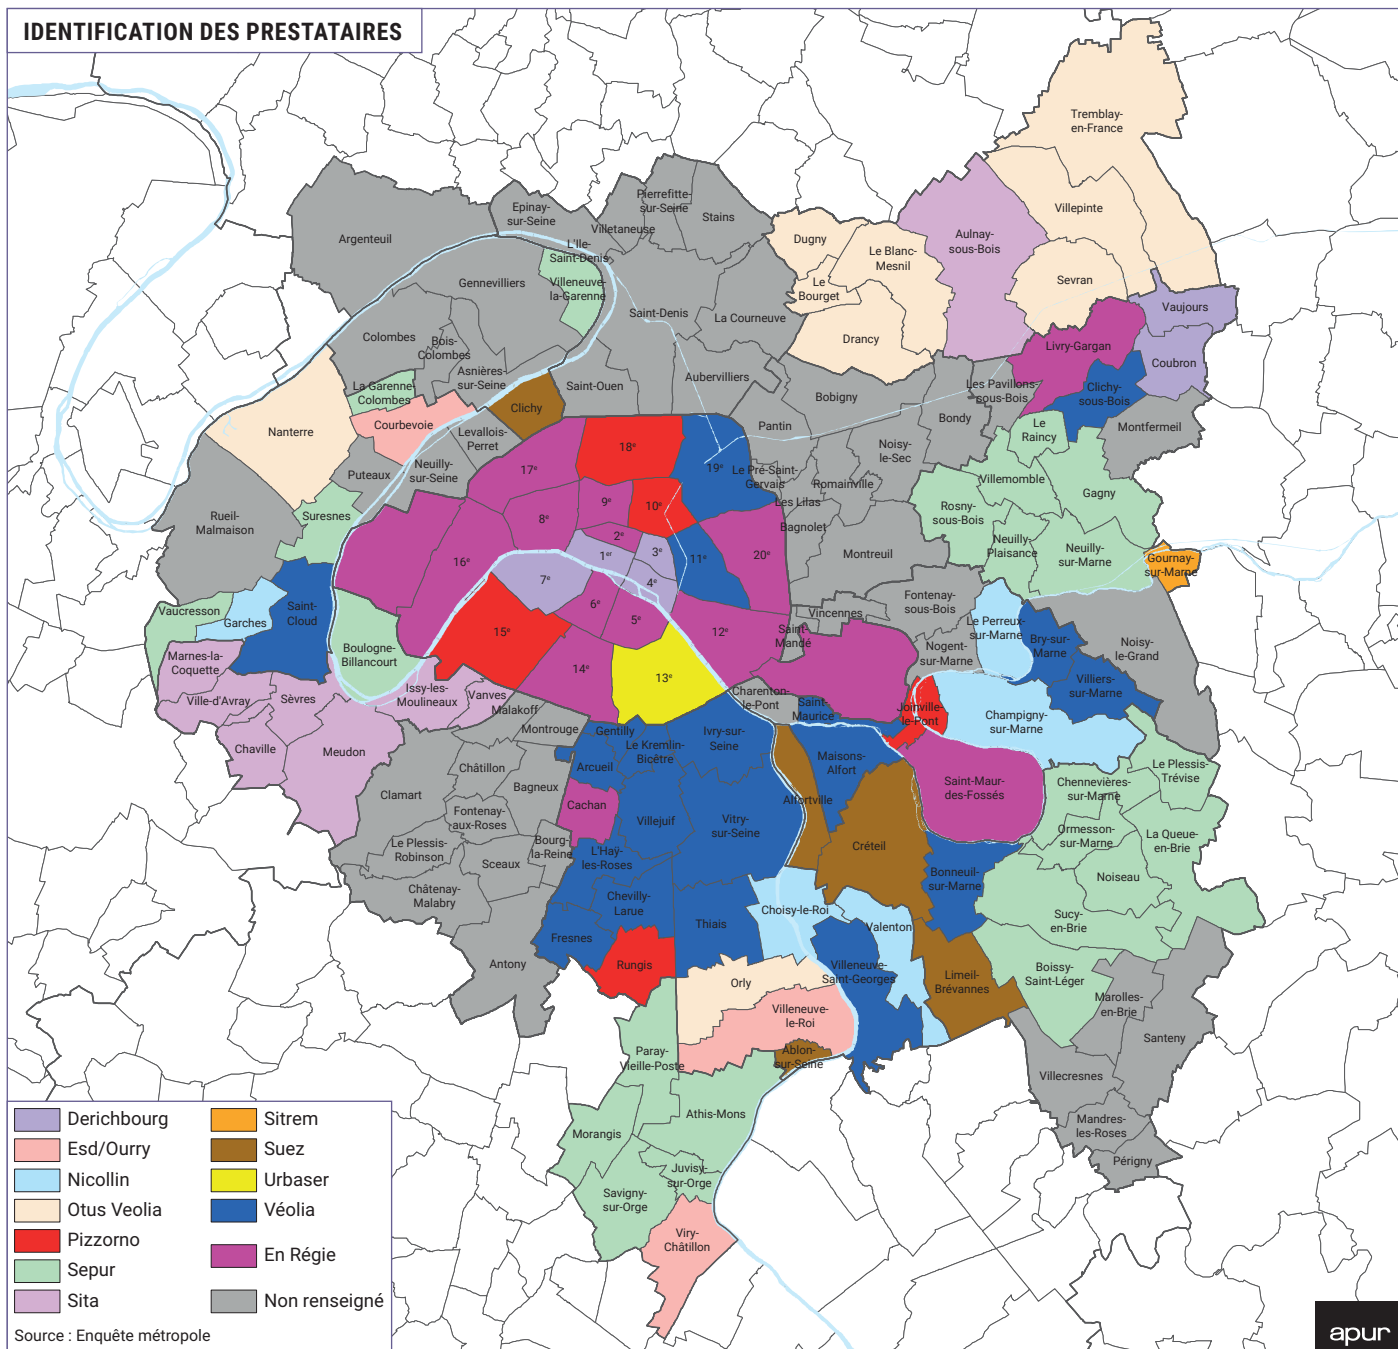 IDENTIFICATION DES PRESTATAIRES
Tremblay-
en-France
Villepinte
Sevran
Aulnay-
sous-Bois
Dugny
Le Blanc-
Mesnil
Le
Bourget
Drancy
Vaujours
Coubron
Livry-Gargan
Clichy-
sous-Bois
Montfermeil
Les Pavillons-
sous-Bois
Le
Raincy
Villemomble
Gagny
Rosny-
sous-Bois
Neuilly-
Plaisance
Neuilly-
sur-Marne
Gournay-
sur-Marne
Noisy-
le-Grand
Pierrefitte-
sur-Seine
Stains
Epinay-
sur-Seine
Villetaneuse
L'Ile-
Saint-Denis
Villeneuve-
la-Garenne
Argenteuil
Gennevilliers
Saint-Denis
La Courneuve
Colombes
Bois-
Colombes
Asnières-
sur-Seine
La Garenne-
Colombes
Courbevoie
Clichy
Saint-Ouen
Aubervilliers
Bobigny
Bondy
Pantin
Noisy-
le-Sec
Le Pré-Saint-
Gervais
Romainville
Les Lilas
Bagnolet
Montreuil
Nanterre
Levallois-
Perret
Puteaux
Neuilly-
sur-Seine
Rueil-
Malmaison
Suresnes
Vaucresson
Garches
Saint-
Cloud
Boulogne-
Billancourt
Marnes-la-
Coquette
Ville-d'Avray
Sèvres
Chaville
Meudon
Issy-les-
Moulineaux
Vanves
Malakoff
Montrouge
1er
2e
3e
4e
5e
6e
7e
8e
9e
10e
11e
12e
13e
14e
15e
16e
17e
18e
19e
20e
Vincennes
Saint-
Mandé
Fontenay-
sous-Bois
Nogent-
sur-Marne
Le Perreux-
sur-Marne
Bry-sur-
Marne
Villiers-
sur-Marne
Charenton-
le-Pont
Saint-
Maurice
Joinville-
le-Pont
Champigny-
sur-Marne
Saint-Maur-
des-Fossés
Chennevières-
sur-Marne
Le Plessis-
Trévise
Ormesson-
sur-Marne
La Queue-
en-Brie
Noiseau
Sucy-
en-Brie
Boissy-
Saint-Léger
Marolles-
en-Brie
Santeny
Villecresnes
Mandres-
les-Roses
Périgny
Gentilly
Le Kremlin-
Bicêtre
Ivry-sur-
Seine
Arcueil
Cachan
Villejuif
Vitry-
sur-Seine
Maisons-
Alfort
Alfortville
Créteil
Bonneuil-
sur-Marne
Châtillon
Bagneux
Clamart
Fontenay-
aux-Roses
Le Plessis-
Robinson
Bourg-
la-Reine
Sceaux
Châtenay-
Malabry
Antony
L'Haÿ-
les-Roses
Chevilly-
Larue
Fresnes
Thiais
Rungis
Choisy-le-Roi
Valenton
Villeneuve-
Saint-Georges
Limeil-
Brévannes
Orly
Villeneuve-
le-Roi
Ablon-
sur-Seine
Paray-
Vieille-Poste
Athis-Mons
Morangis
Juvisy-
sur-Orge
Savigny-
sur-Orge
Viry-
Châtillon
Derichbourg
Esd/Ourry
Nicollin
Otus Veolia
Pizzorno
Sepur
Sita
Sitrem
Suez
Urbaser
Véolia
En Régie
Non renseigné
Source : Enquête métropole
apur